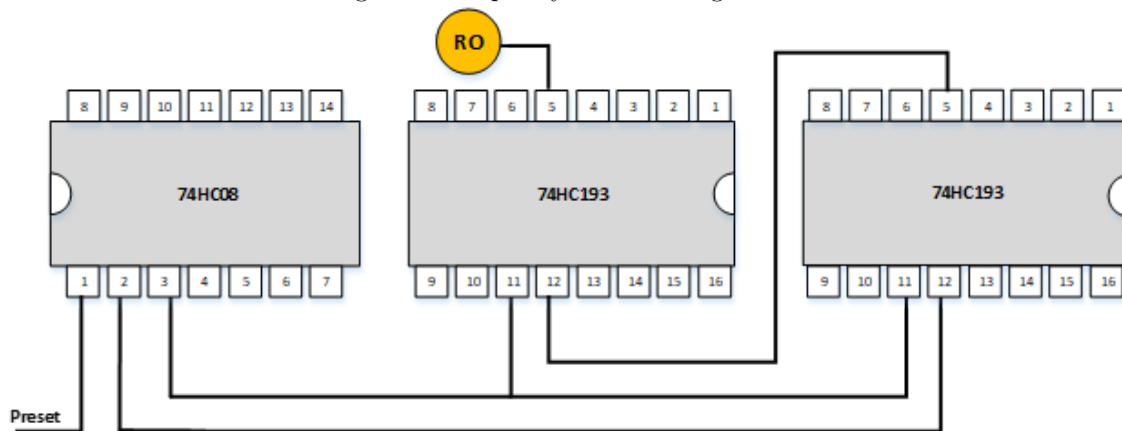 RO
8 9 10 11 12 13 14
8 7 6 5 4 3 2 1
8 7 6 5 4 3 2 1
74HC08
74HC193
74HC193
1 2 3 4 5 6 7
9 10 11 12 13 14 15 16
9 10 11 12 13 14 15 16
Preset